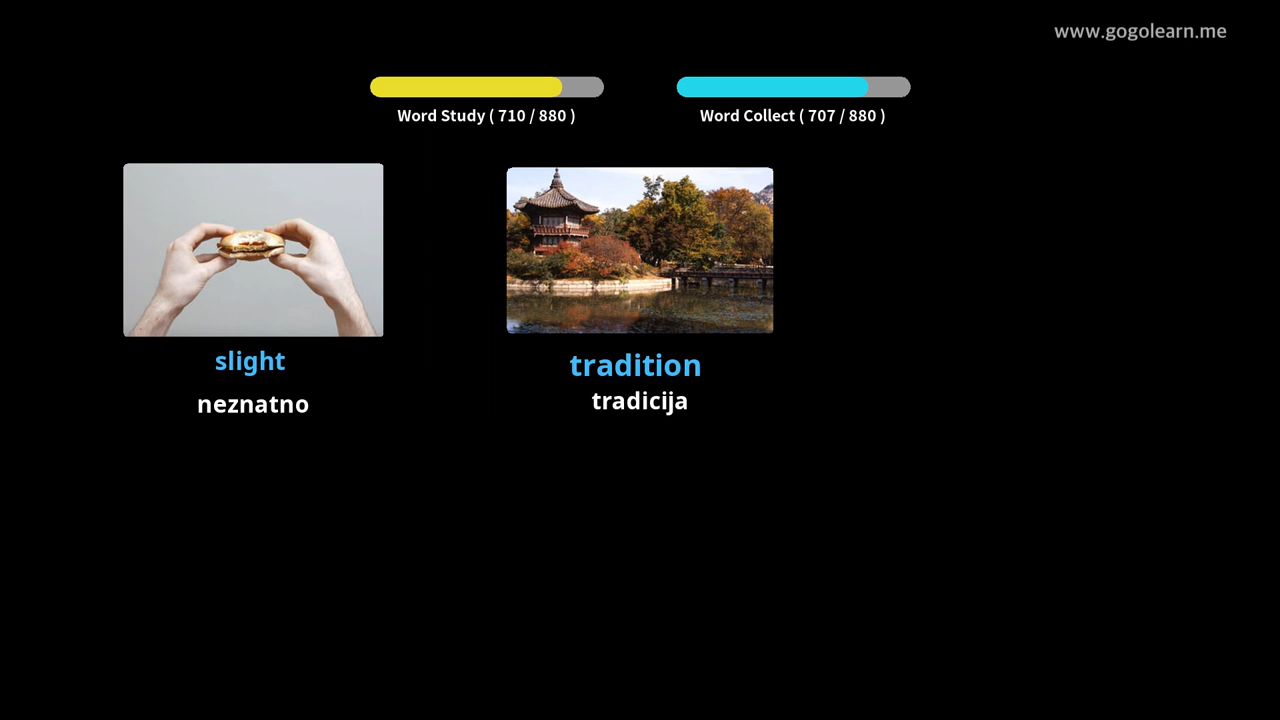 www.gogolearn.me
Word Study ( 710 / 880 )
Word Collect ( 707 / 880 )
slight
neznatno
tradition
tradicija